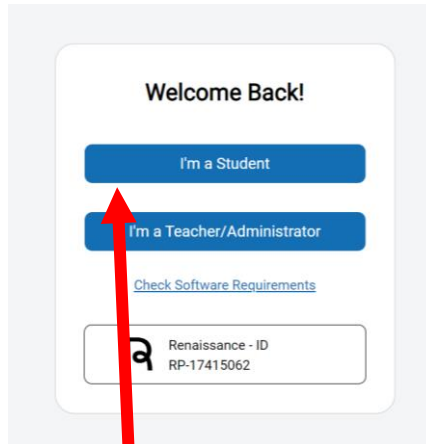 Welcome Back!
I'm a Student
I'm a Teacher/Administrator
Check Software Requirements
Renaissance - ID
RP-17415062